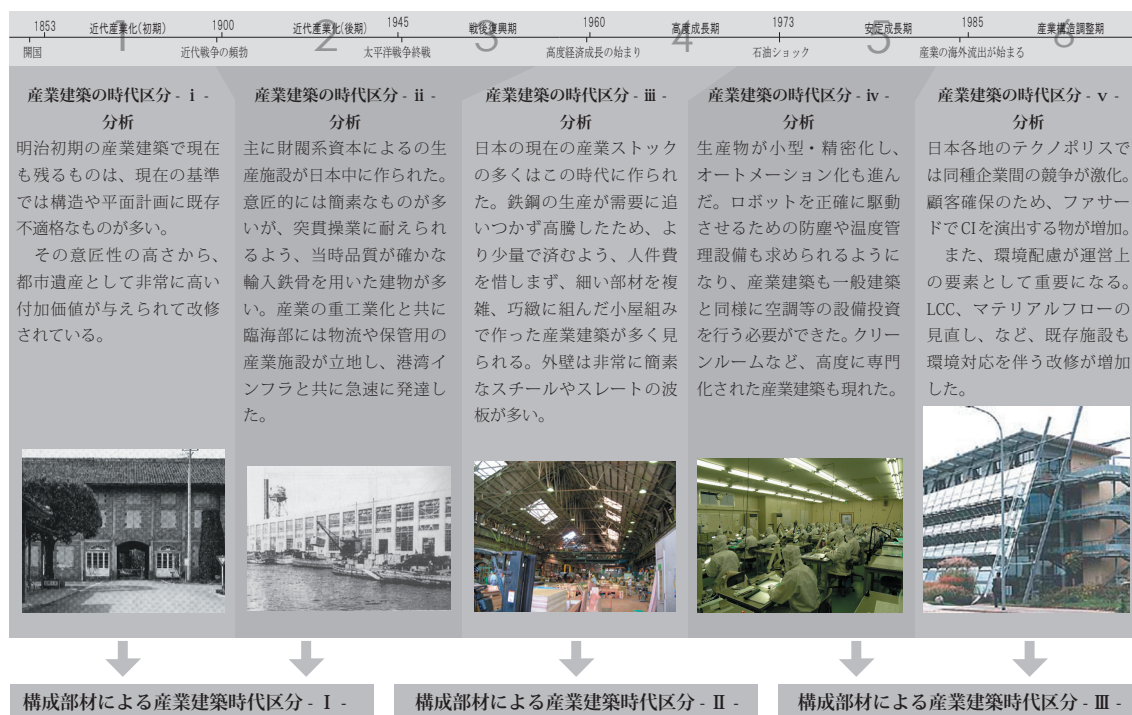 1853 近代産業化(初期) 1900 近代産業化(後期) 1945 戦後復興期 1960 高度成長期 1973 安定成長期 1985 産業構造調整期
1 2 3 4 5 6
開国 近代戦争の頻勃 太平洋戦争終戦 高度経済成長の始まり 石油ショック 産業の海外流出が始まる
産業建築の時代区分 - i -
分析
明治初期の産業建築で現在
も残るものは、現在の基準
では構造や平面計画に既存
不適格なものが多い。
その意匠性の高さから、
都市遺産として非常に高い
付加価値が与えられて改修
されている。
産業建築の時代区分 - ii -
分析
主に財閥系資本によるの生
産施設が日本中に作られた。
意匠的には簡素なものが多
いが、突貫操業に耐えられ
るよう、当時品質が確かな
輸入鉄骨を用いた建物が多
い。産業の重工業化と共に
臨海部には物流や保管用の
産業施設が立地し、港湾イ
ンフラと共に急速に発達し
た。
産業建築の時代区分 - iii -
分析
日本の現在の産業ストック
の多くはこの時代に作られ
た。鉄鋼の生産が需要に追
いつかず高騰したため、よ
り少量で済むよう、人件費
を惜しまず、細い部材を複
雑、巧緻に組んだ小屋組み
で作った産業建築が多く見
られる。外壁は非常に簡素
なスチールやスレートの波
板が多い。
産業建築の時代区分 - iv -
分析
生産物が小型・精密化し、
オートメーション化も進ん
だ。ロボットを正確に駆動
させるための防塵や温度管
理設備も求められるように
なり、産業建築も一般建築
と同様に空調等の設備投資
を行う必要ができた。クリー
ンルームなど、高度に専門
化された産業建築も現れた。
産業建築の時代区分 - v -
分析
日本各地のテクノポリスで
は同種企業間の競争が激化。
顧客確保のため、ファサー
ドでCIを演出する物が増加。
また、環境配慮が運営上
の要素として重要になる。
LCC、マテリアルフローの
見直し、など、既存施設も
環境対応を伴う改修が増加
した。
構成部材による産業建築時代区分 - I -
構成部材による産業建築時代区分 - II -
構成部材による産業建築時代区分 - III -